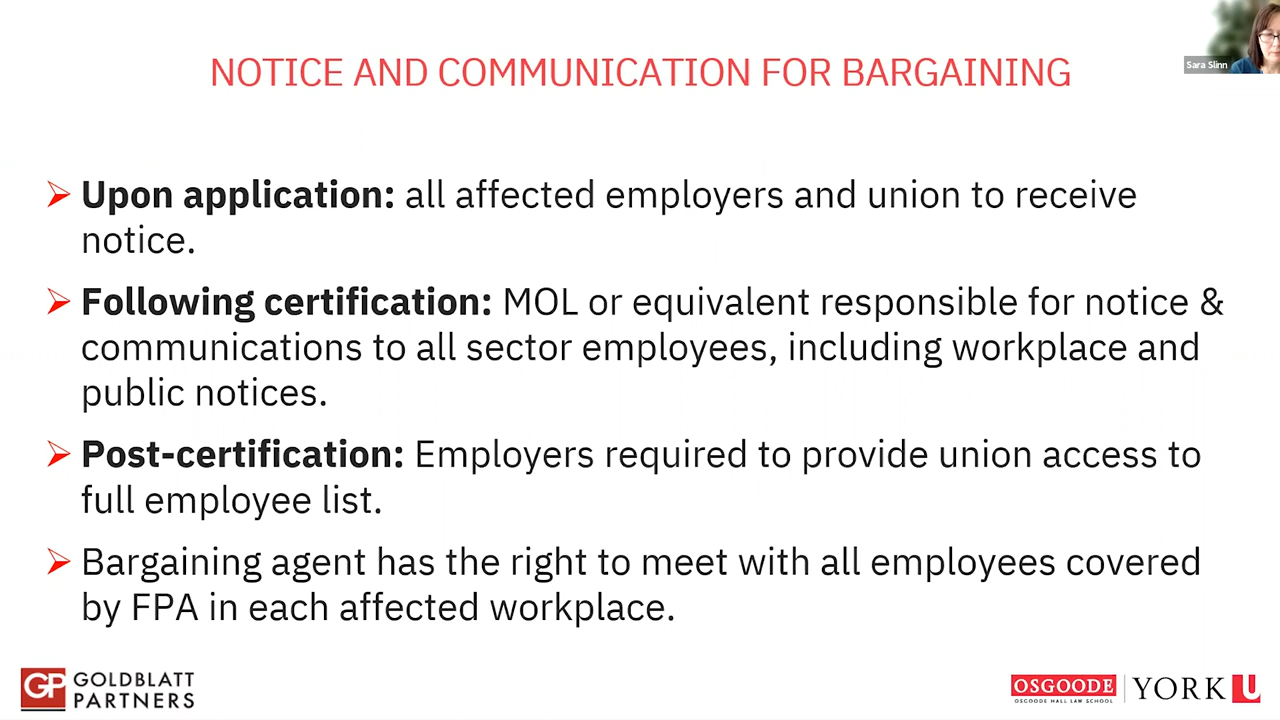 NOTICE AND COMMUNICATION FOR BARGAINING
Sara Slinn
Upon application: all affected employers and union to receive
notice.
Following certification: MOL or equivalent responsible for notice &
communications to all sector employees, including workplace and
public notices.
Post-certification: Employers required to provide union access to
full employee list.
Bargaining agent has the right to meet with all employees covered
by FPA in each affected workplace.
GP GOLDBLATT
PARTNERS
OSGOODE
OSGOODE HALL LAW SCHOOL
YORK U